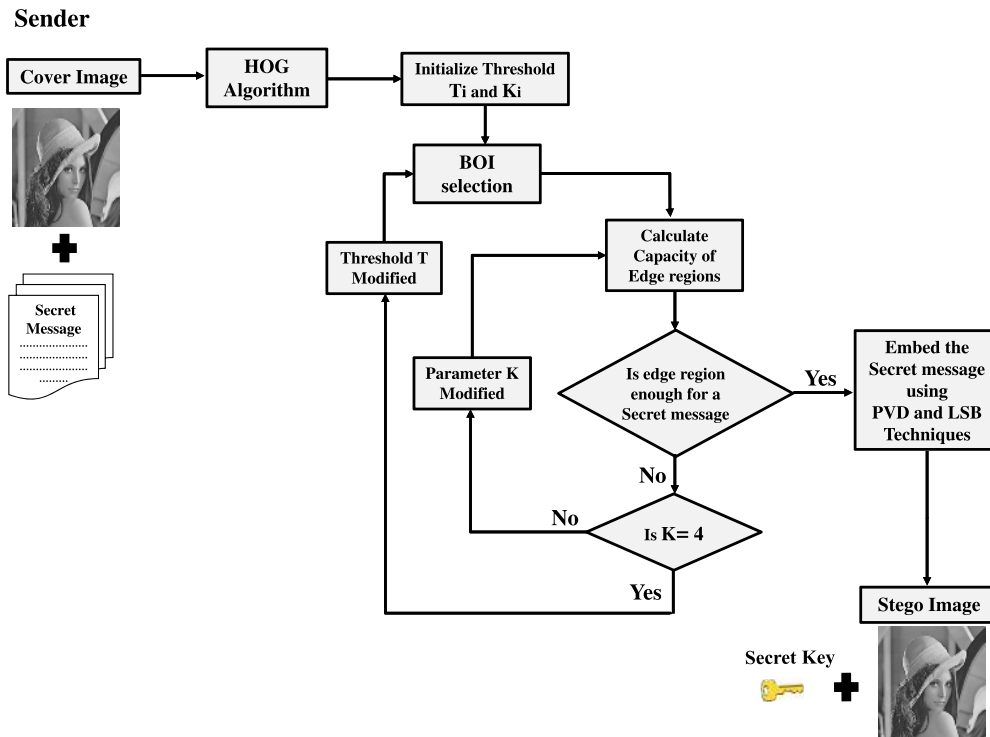 Sender
Cover Image
HOG
Algorithm
Initialize Threshold
Ti and Ki
BOI
selection
Threshold T
Modified
Calculate
Capacity of
Edge regions
Secret
Message
Parameter K
Modified
Is edge region
enough for a
Secret message
Yes
Embed the
Secret message
using
PVD and LSB
Techniques
No
No
Is K= 4
Yes
Stego Image
Secret Key